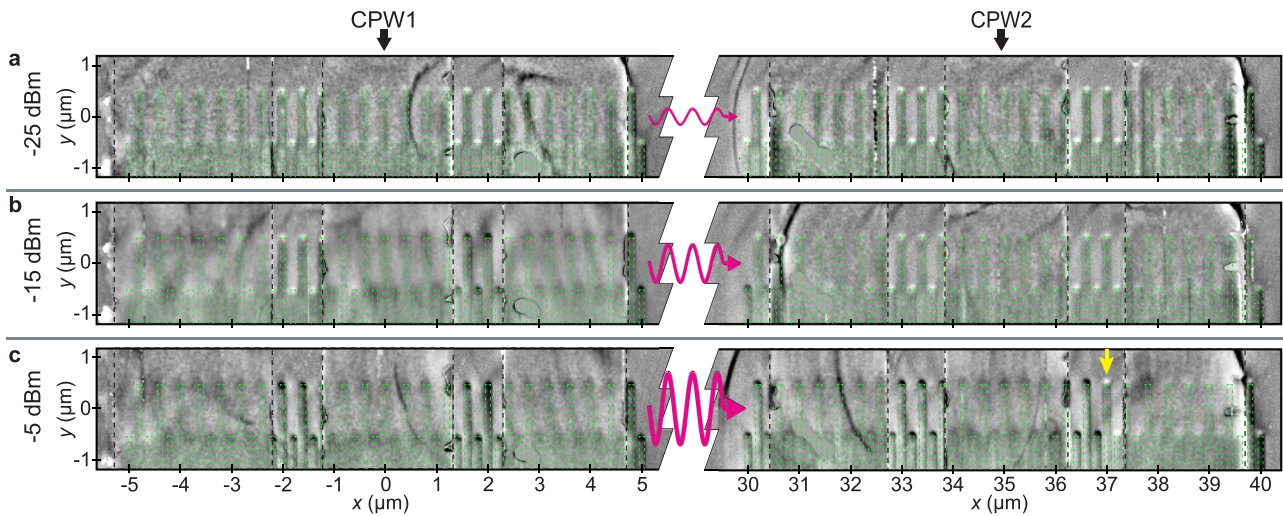 CPW1 CPW2
a
-25 dBm
y (µm)
1
0
-1
b
-15 dBm
y (µm)
1
0
-1
c
-5 dBm
y (µm)
1
0
-1
-5 -4 -3 -2 -1 0 1 2 3 4 5 30 31 32 33 34 35 36 37 38 39 40
x (µm) x (µm)